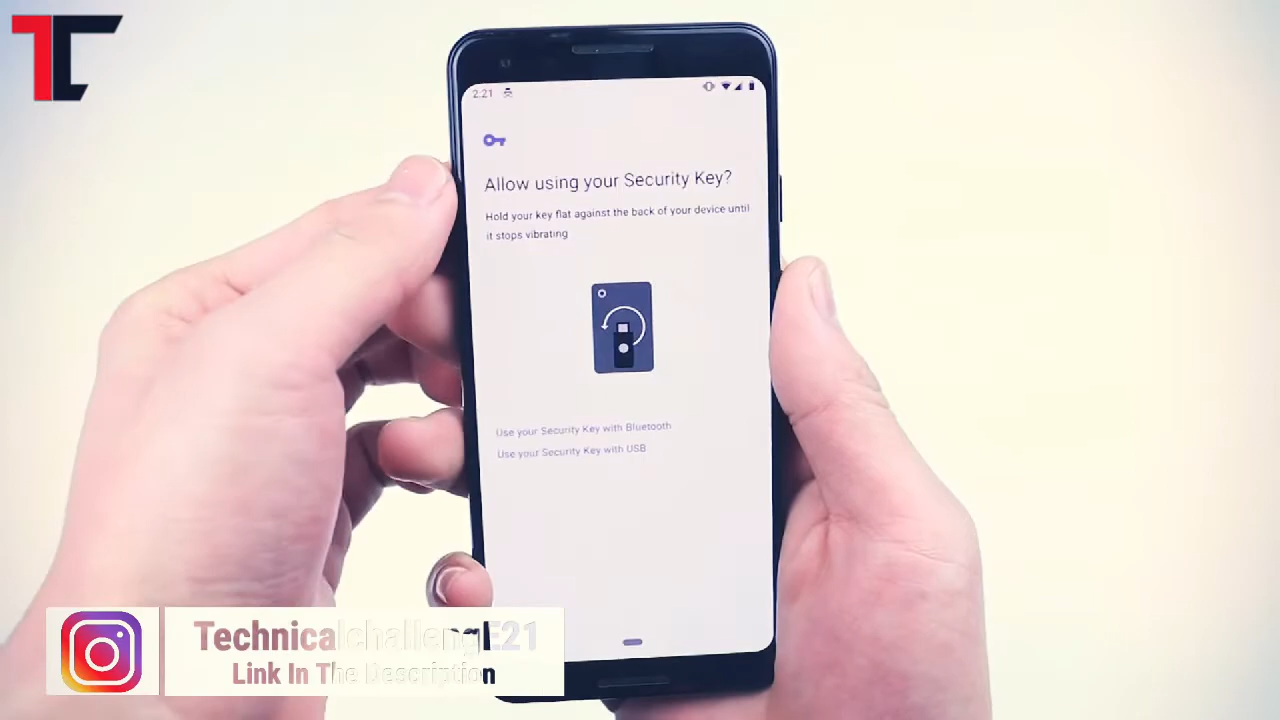 TC
2:21
Allow using your Security Key?
Hold your key flat against the back of your device until
it stops vibrating
Use your Security Key with Bluetooth
Use your Security Key with USB
TechnicalchallengE21
Link In The Description